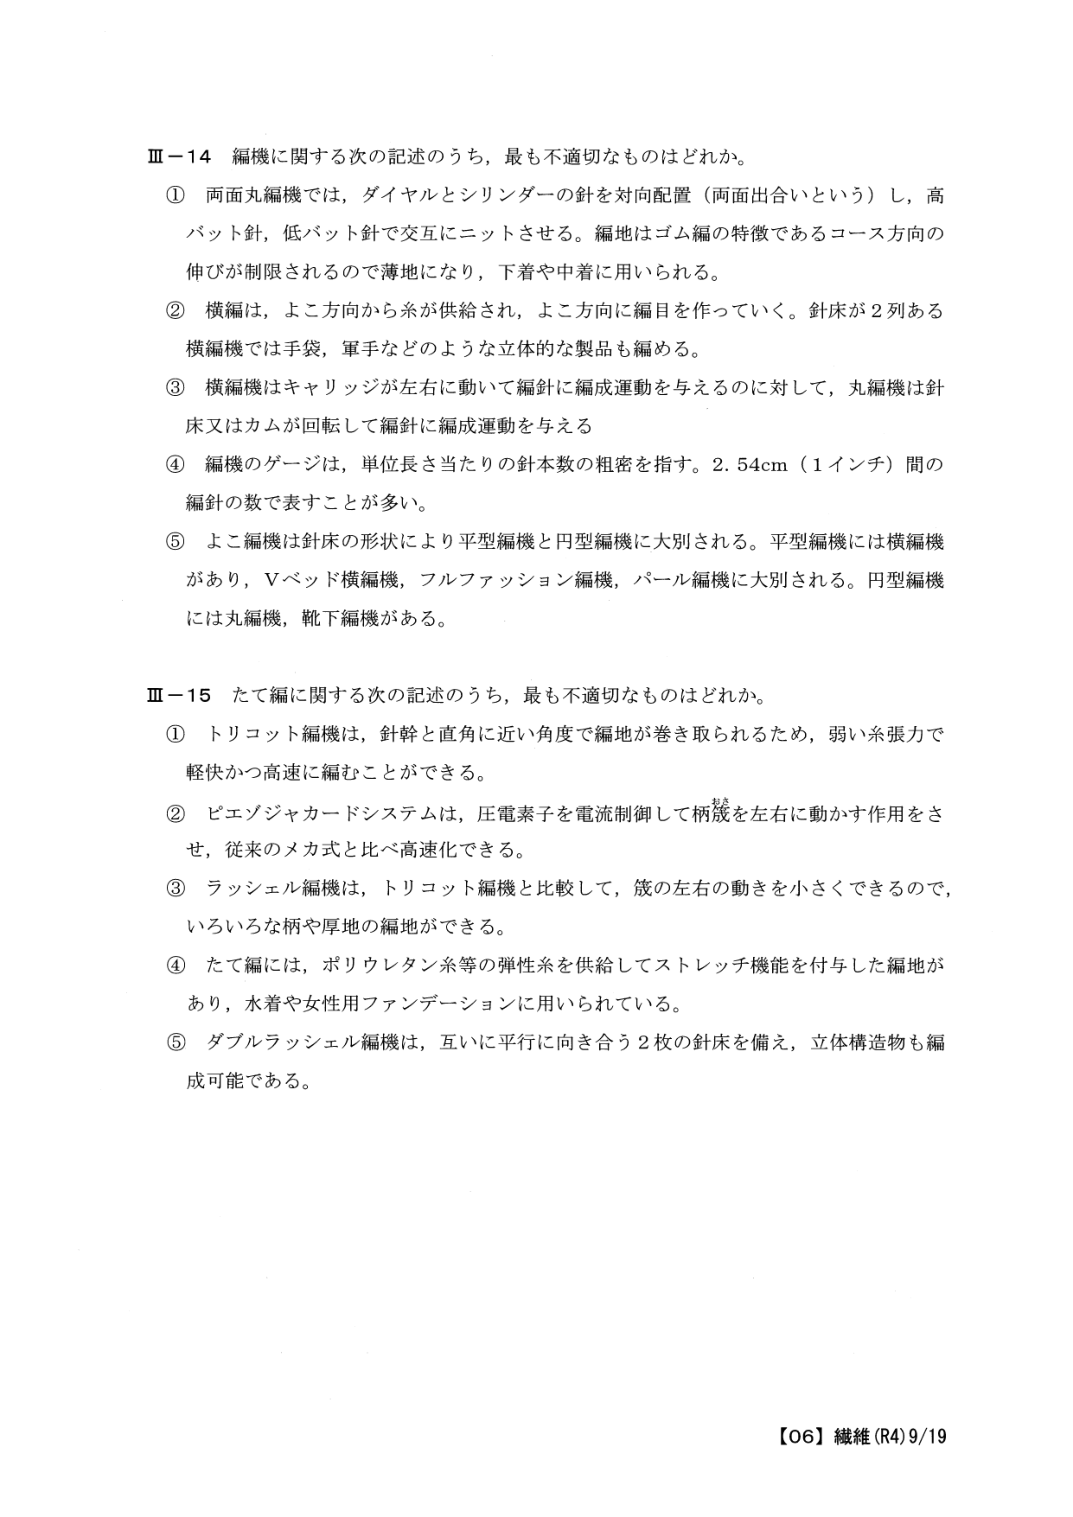 Ⅲ－14　編機に関する次の記述のうち，最も不適切なものはどれか。
①　両面丸編機では，ダイヤルとシリンダーの針を対向配置（両面出合いという）し，高
バット針，低バット針で交互にニットさせる。編地はゴム編の特徴であるコース方向の
伸びが制限されるので薄地になり，下着や中着に用いられる。
②　横編は，よこ方向から糸が供給され，よこ方向に編目を作っていく。針床が２列ある
横編機では手袋，軍手などのような立体的な製品も編める。
③　横編機はキャリッジが左右に動いて編針に編成運動を与えるのに対して，丸編機は針
床又はカムが回転して編針に編成運動を与える
④　編機のゲージは，単位長さ当たりの針本数の粗密を指す。2.54cm（１インチ）間の
編針の数で表すことが多い。
⑤　よこ編機は針床の形状により平型編機と円型編機に大別される。平型編機には横編機
があり，Ｖベッド横編機，フルファッション編機，パール編機に大別される。円型編機
には丸編機，靴下編機がある。
Ⅲ－15　たて編に関する次の記述のうち，最も不適切なものはどれか。
①　トリコット編機は，針幹と直角に近い角度で編地が巻き取られるため，弱い糸張力で
軽快かつ高速に編むことができる。
おさ
②　ピエゾジャカードシステムは，圧電素子を電流制御して柄筬を左右に動かす作用をさ
せ，従来のメカ式と比べ高速化できる。
③　ラッシェル編機は，トリコット編機と比較して，筬の左右の動きを小さくできるので，
いろいろな柄や厚地の編地ができる。
④　たて編には，ポリウレタン糸等の弾性糸を供給してストレッチ機能を付与した編地が
あり，水着や女性用ファンデーションに用いられている。
⑤　ダブルラッシェル編機は，互いに平行に向き合う２枚の針床を備え，立体構造物も編
成可能である。
【06】繊維(R4)9/19